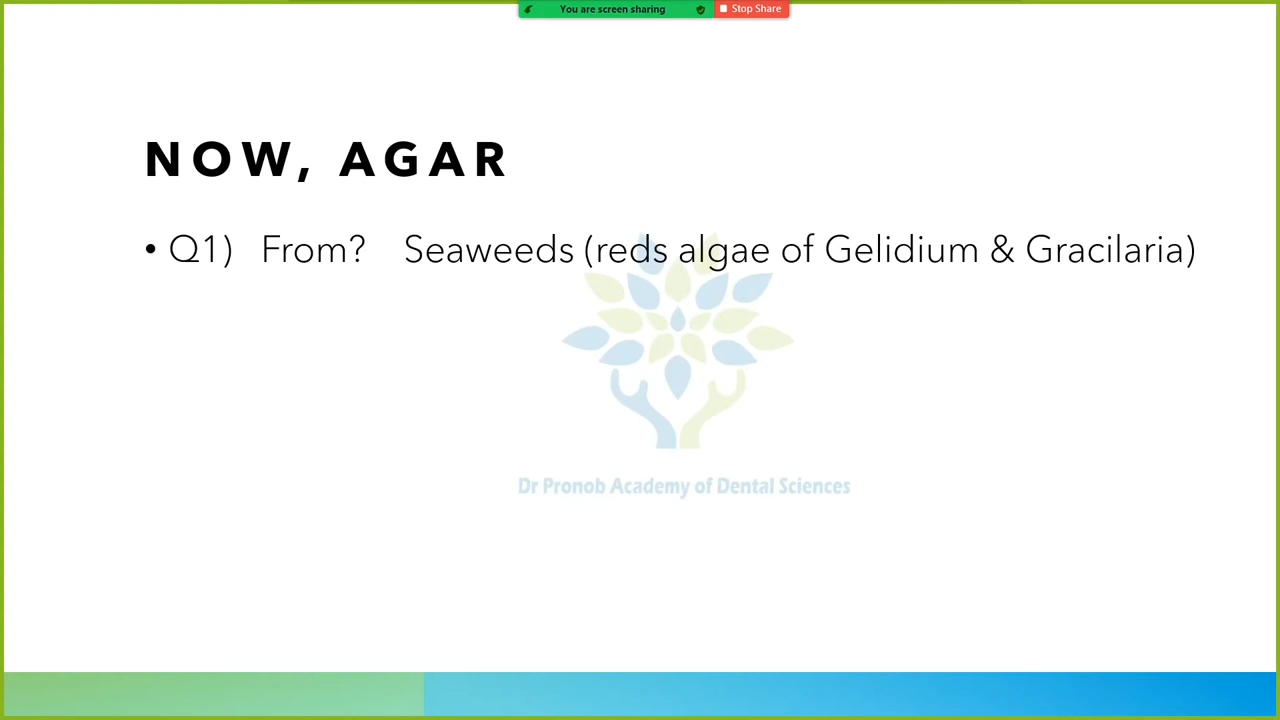 You are screen sharing
Stop Share
NOW, AGAR
• Q1) From? Seaweeds (reds algae of Gelidium & Gracilaria)
Dr Pronob Academy of Dental Sciences